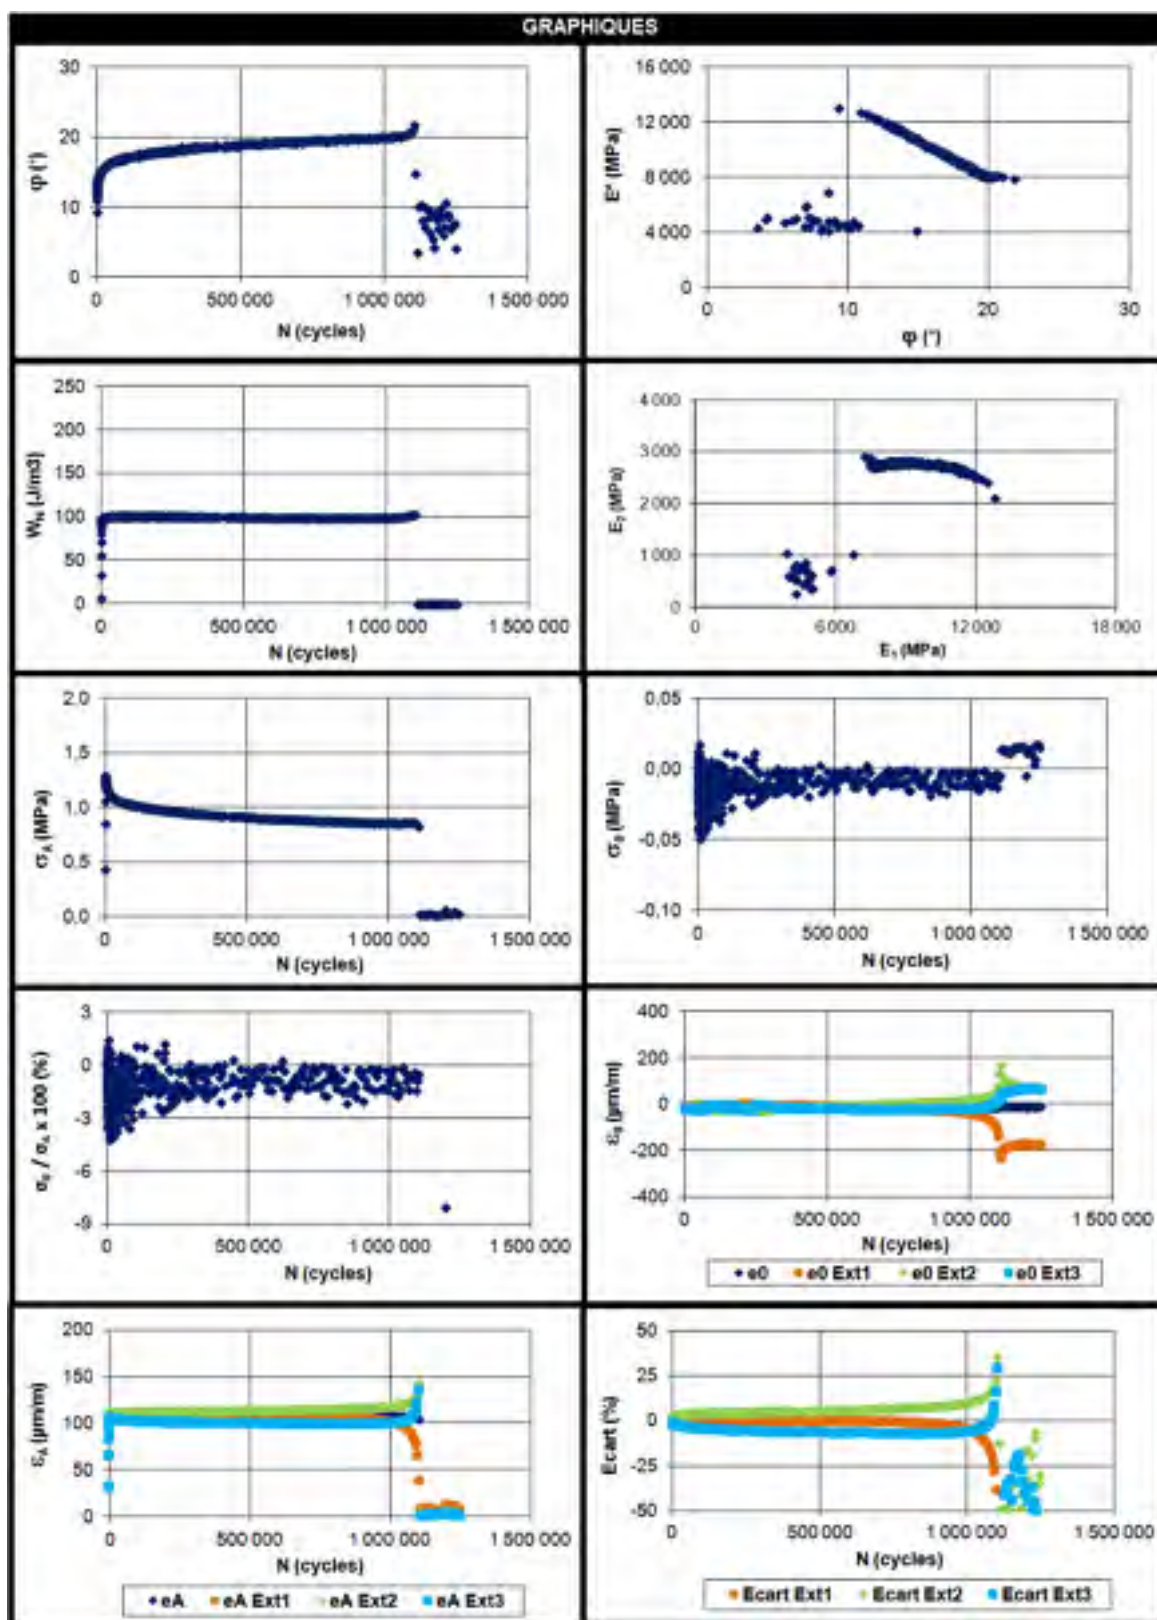 GRAPHIQUES
30
20
10
0
φ (°)
0 500 000 1 000 000 1 500 000
N (cycles)
16 000
12 000
8 000
4 000
0
E* (MPa)
0 10 20 30
φ (°)
250
200
150
100
50
0
W_N (J/m3)
0 500 000 1 000 000 1 500 000
N (cycles)
4 000
3 000
2 000
1 000
0
E₂ (MPa)
0 6 000 12 000 18 000
E₁ (MPa)
2.0
1.5
1.0
0.5
0.0
σ_A (MPa)
0 500 000 1 000 000 1 500 000
N (cycles)
0,05
0,00
-0,05
-0,10
σ₀ (MPa)
0 500 000 1 000 000 1 500 000
N (cycles)
3
0
-3
-6
-9
σ₀ / σ_A x 100 (%)
0 500 000 1 000 000 1 500 000
N (cycles)
400
200
0
-200
-400
ε₀ (µm/m)
0 500 000 1 000 000 1 500 000
N (cycles)
e0 e0 Ext1 e0 Ext2 e0 Ext3
200
150
100
50
0
ε_A (µm/m)
0 500 000 1 000 000 1 500 000
N (cycles)
eA eA Ext1 eA Ext2 eA Ext3
50
25
0
-25
-50
Ecart (%)
0 500 000 1 000 000 1 500 000
N (cycles)
Ecart Ext1 Ecart Ext2 Ecart Ext3